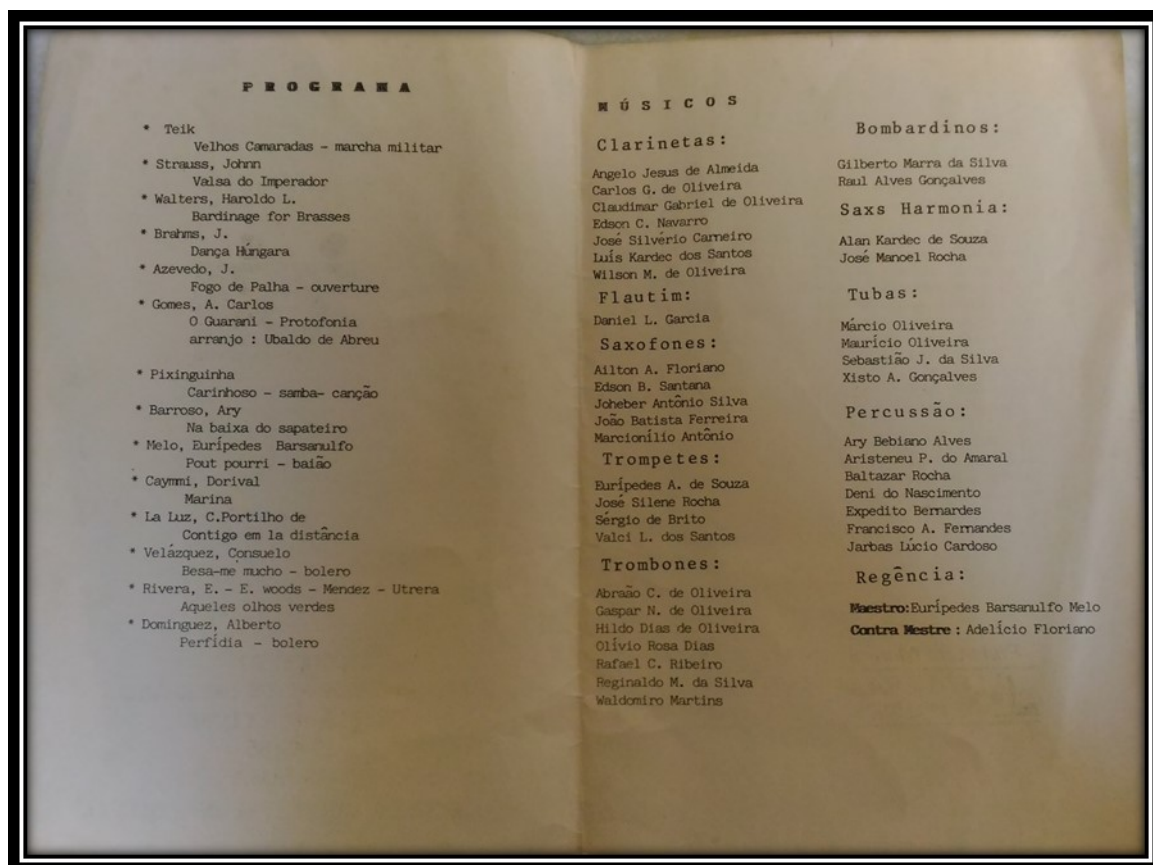 PROGRAMA
* Teik
Velhos Camaradas - marcha militar
* Strauss, Johnn
Valsa do Imperador
* Walters, Haroldo L.
Bardinage for Brasses
* Brahms, J.
Dança Húngara
* Azevedo, J.
Fogo de Palha - ouverture
* Gomes, A. Carlos
O Guarani - Protofonia
arranjo : Ubaldo de Abreu
* Pixinguinha
Carinhoso - samba- canção
* Barroso, Ary
Na baixa do sapateiro
* Melo, Eurípedes Barsanulfo
Pout pourri - baião
* Caymmi, Dorival
Marina
* La Luz, C.Portilho de
Contigo em la distância
* Velázquez, Consuelo
Besa-me mucho - bolero
* Rivera, E. - E. woods - Mendez - Utrera
Aqueles olhos verdes
* Dominguez, Alberto
Perfídia - bolero
MÚSICOS
Clarinetas:
Angelo Jesus de Almeida
Carlos G. de Oliveira
Claudimar Gabriel de Oliveira
Edson C. Navarro
José Silvério Carneiro
Luís Kardec dos Santos
Wilson M. de Oliveira
Flautim:
Daniel L. Garcia
Saxofones:
Ailton A. Floriano
Edson B. Santana
Joheber Antônio Silva
João Batista Ferreira
Marcionílio Antônio
Trompetes:
Eurípedes A. de Souza
José Silene Rocha
Sérgio de Brito
Valci L. dos Santos
Trombones:
Abraão C. de Oliveira
Gaspar N. de Oliveira
Hildo Dias de Oliveira
Olívio Rosa Dias
Rafael C. Ribeiro
Reginaldo M. da Silva
Waldomiro Martins
Bombardinos:
Gilberto Marra da Silva
Raul Alves Gonçalves
Saxs Harmonia:
Alan Kardec de Souza
José Manoel Rocha
Tubas:
Márcio Oliveira
Maurício Oliveira
Sebastião J. da Silva
Xisto A. Gonçalves
Percussão:
Ary Bebiano Alves
Aristeneu P. do Amaral
Baltazar Rocha
Deni do Nascimento
Expedito Bernardes
Francisco A. Fernandes
Jarbas Lúcio Cardoso
Regência:
Maestro:Eurípedes Barsanulfo Melo
Contra Mestre : Adelício Floriano